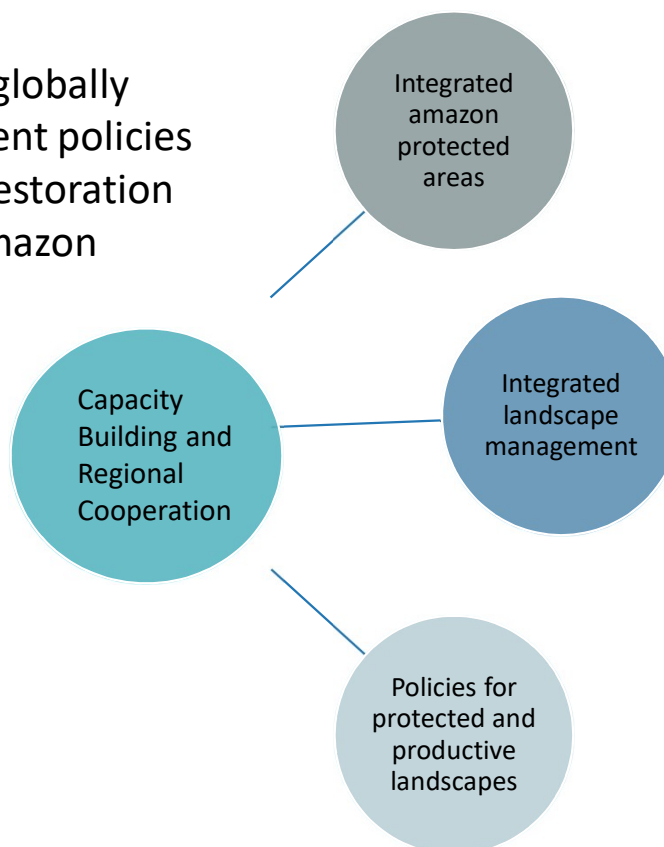 globally
ent policies
estoration
mazon
Integrated
amazon
protected
areas
Capacity
Building and
Regional
Cooperation
Integrated
landscape
management
Policies for
protected and
productive
landscapes